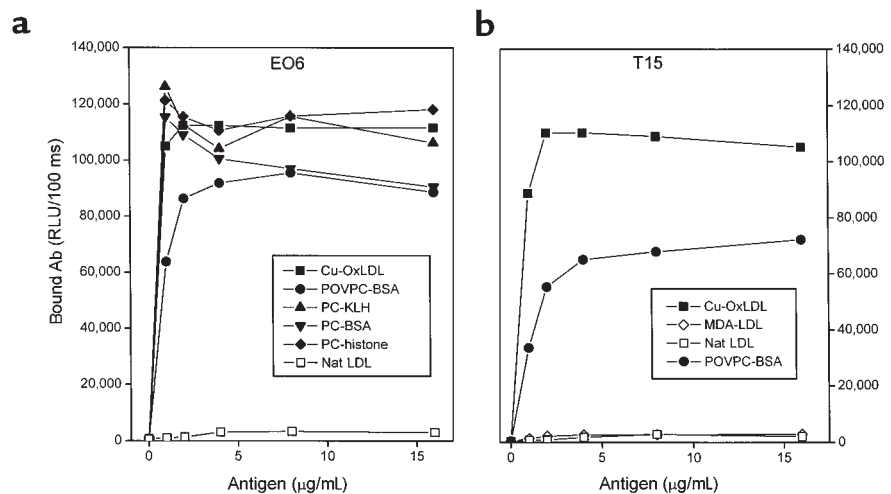 a
b
EO6
T15
Bound Ab (RLU/100 ms)
140,000
120,000
100,000
80,000
60,000
40,000
20,000
0
Cu-OxLDL
POVPC-BSA
PC-KLH
PC-BSA
PC-histone
Nat LDL
0 5 10 15
Antigen (μg/mL)
140,000
120,000
100,000
80,000
60,000
40,000
20,000
0
Cu-OxLDL
MDA-LDL
Nat LDL
POVPC-BSA
0 5 10 15
Antigen (μg/mL)